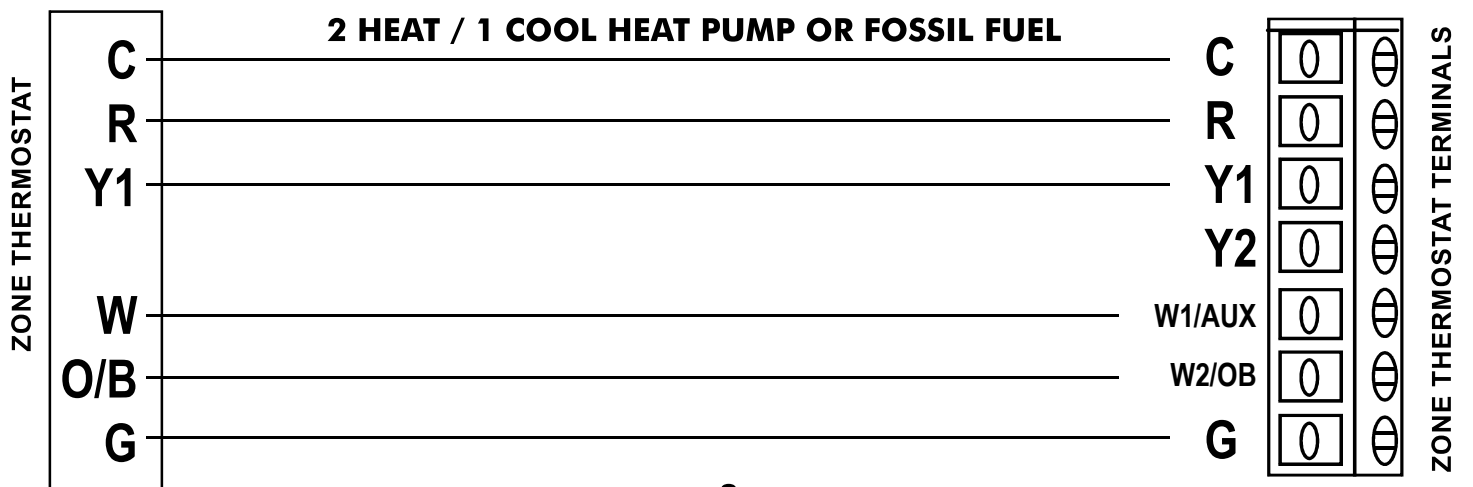 2 HEAT / 1 COOL HEAT PUMP OR FOSSIL FUEL
ZONE THERMOSTAT
C C
R R
Y1 Y1
Y2
W W1/AUX
O/B W2/OB
G G
ZONE THERMOSTAT TERMINALS